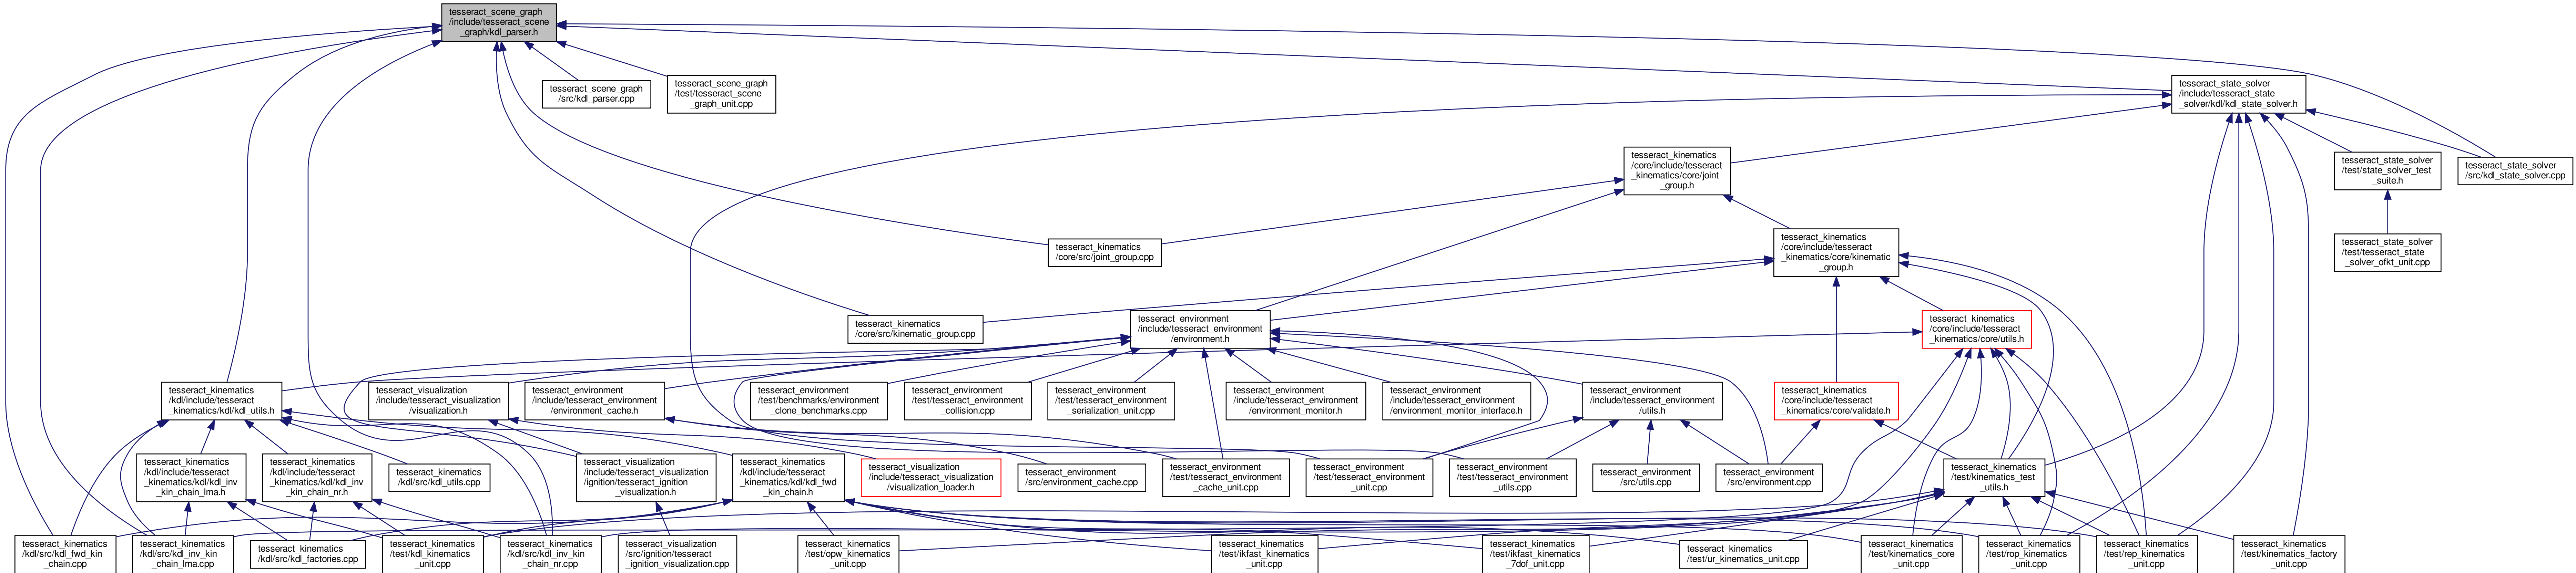 tesseract_scene_graph
/include/tesseract_scene
_graph/kdl_parser.h
tesseract_scene_graph
/src/kdl_parser.cpp
tesseract_scene_graph
/test/tesseract_scene
_graph_unit.cpp
tesseract_state_solver
/include/tesseract_state
_solver/kdl/kdl_state_solver.h
tesseract_kinematics
/core/include/tesseract
_kinematics/core/joint
_group.h
tesseract_state_solver
/test/state_solver_test
_suite.h
tesseract_state_solver
/src/kdl_state_solver.cpp
tesseract_kinematics
/core/src/joint_group.cpp
tesseract_kinematics
/core/include/tesseract
_kinematics/core/kinematic
_group.h
tesseract_state_solver
/test/tesseract_state
_solver_ofkt_unit.cpp
tesseract_kinematics
/core/src/kinematic_group.cpp
tesseract_environment
/include/tesseract_environment
/environment.h
tesseract_kinematics
/core/include/tesseract
_kinematics/core/utils.h
tesseract_kinematics
/kdl/include/tesseract
_kinematics/kdl/kdl_utils.h
tesseract_visualization
/include/tesseract_visualization
/visualization.h
tesseract_environment
/include/tesseract_environment
/environment_cache.h
tesseract_environment
/test/benchmarks/environment
_clone_benchmarks.cpp
tesseract_environment
/test/tesseract_environment
_collision.cpp
tesseract_environment
/test/tesseract_environment
_serialization_unit.cpp
tesseract_environment
/include/tesseract_environment
/environment_monitor.h
tesseract_environment
/include/tesseract_environment
/environment_monitor_interface.h
tesseract_environment
/include/tesseract_environment
/utils.h
tesseract_kinematics
/core/include/tesseract
_kinematics/core/validate.h
tesseract_kinematics
/kdl/include/tesseract
_kinematics/kdl/kdl_inv
_kin_chain_lma.h
tesseract_kinematics
/kdl/include/tesseract
_kinematics/kdl/kdl_inv
_kin_chain_nr.h
tesseract_kinematics
/kdl/src/kdl_utils.cpp
tesseract_visualization
/include/tesseract_visualization
/ignition/tesseract_ignition
_visualization.h
tesseract_kinematics
/kdl/include/tesseract
_kinematics/kdl/kdl_fwd
_kin_chain.h
tesseract_visualization
/include/tesseract_visualization
/visualization_loader.h
tesseract_environment
/src/environment_cache.cpp
tesseract_environment
/test/tesseract_environment
_cache_unit.cpp
tesseract_environment
/test/tesseract_environment
_unit.cpp
tesseract_environment
/test/tesseract_environment
_utils.cpp
tesseract_environment
/src/utils.cpp
tesseract_environment
/src/environment.cpp
tesseract_kinematics
/test/kinematics_test
_utils.h
tesseract_kinematics
/kdl/src/kdl_fwd_kin
_chain.cpp
tesseract_kinematics
/kdl/src/kdl_inv_kin
_chain_lma.cpp
tesseract_kinematics
/kdl/src/kdl_factories.cpp
tesseract_kinematics
/test/kdl_kinematics
_unit.cpp
tesseract_kinematics
/kdl/src/kdl_inv_kin
_chain_nr.cpp
tesseract_visualization
/src/ignition/tesseract
_ignition_visualization.cpp
tesseract_kinematics
/test/opw_kinematics
_unit.cpp
tesseract_kinematics
/test/ikfast_kinematics
_unit.cpp
tesseract_kinematics
/test/ikfast_kinematics
_7dof_unit.cpp
tesseract_kinematics
/test/ur_kinematics_unit.cpp
tesseract_kinematics
/test/kinematics_core
_unit.cpp
tesseract_kinematics
/test/rop_kinematics
_unit.cpp
tesseract_kinematics
/test/rep_kinematics
_unit.cpp
tesseract_kinematics
/test/kinematics_factory
_unit.cpp